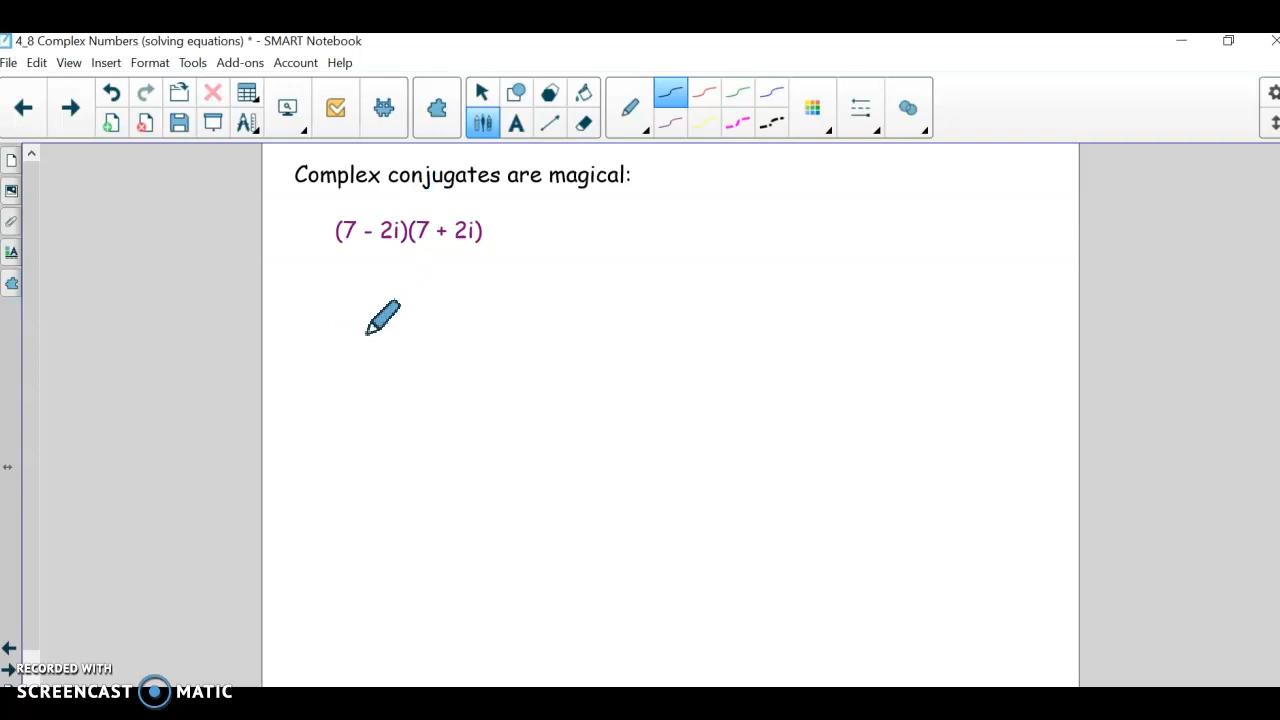 4_8 Complex Numbers (solving equations) * - SMART Notebook
File Edit View Insert Format Tools Add-ons Account Help
Complex conjugates are magical:
(7 - 2i)(7 + 2i)
RECORDED WITH
SCREENCAST MATIC